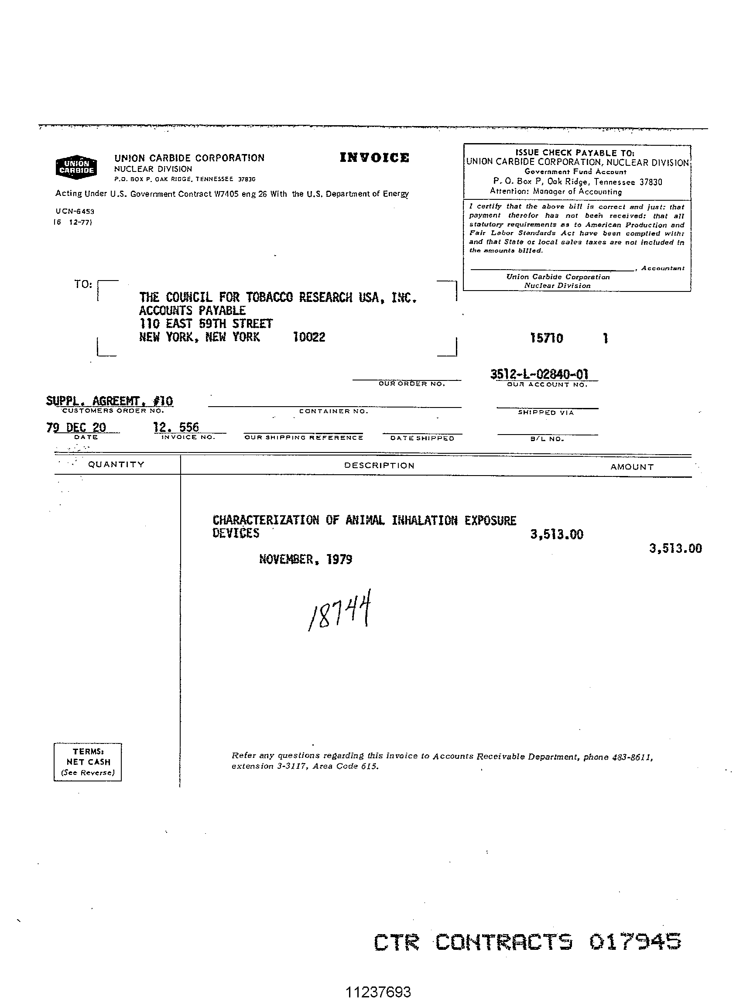 UNION CARBIDE
UNION CARBIDE CORPORATION
NUCLEAR DIVISION
P.O. BOX P, OAK RIDGE, TENNESSEE 37830
INVOICE
Acting Under U.S. Government Contract W7405 eng 26 With the U.S. Department of Energy
UCN-6453
(6 12-77)
ISSUE CHECK PAYABLE TO:
UNION CARBIDE CORPORATION, NUCLEAR DIVISION
Government Fund Account
P. O. Box P, Oak Ridge, Tennessee 37830
Attention: Manager of Accounting
I certify that the above bill is correct and just; that
payment therefor has not been received; that all
statutory requirements as to American Production and
Fair Labor Standards Act have been complied with;
and that State or local sales taxes are not included in
the amounts billed.
, Accountant
Union Carbide Corporation
Nuclear Division
TO:
THE COUNCIL FOR TOBACCO RESEARCH USA, INC.
ACCOUNTS PAYABLE
110 EAST 59TH STREET
NEW YORK, NEW YORK 10022
15710 1
3512-L-02840-01
OUR ORDER NO. OUR ACCOUNT NO.
SUPPL. AGREEMT. #10
CUSTOMERS ORDER NO. CONTAINER NO. SHIPPED VIA
79 DEC 20 12. 556
DATE INVOICE NO. OUR SHIPPING REFERENCE DATE SHIPPED B/L NO.
QUANTITY DESCRIPTION AMOUNT
CHARACTERIZATION OF ANIMAL INHALATION EXPOSURE
DEVICES 3,513.00
3,513.00
NOVEMBER, 1979
18744
TERMS:
NET CASH
(See Reverse)
Refer any questions regarding this invoice to Accounts Receivable Department, phone 483-8611,
extension 3-3117, Area Code 615.
CTR CONTRACTS 017945
11237693